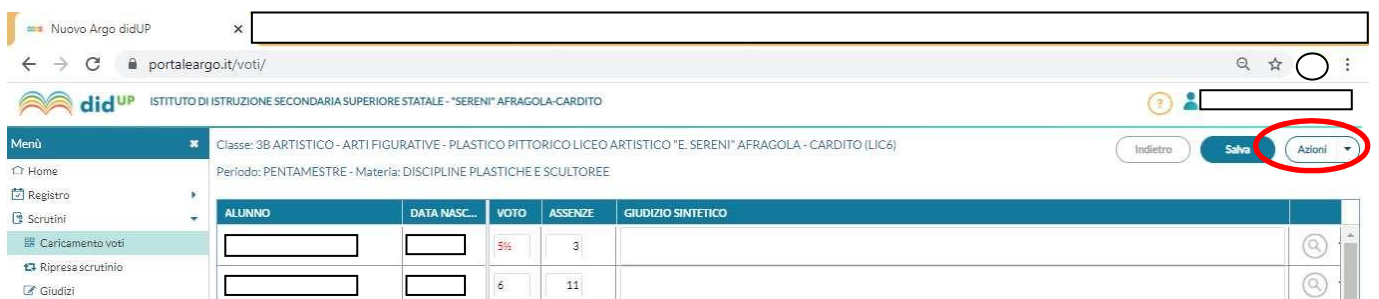 Nuovo Argo didUP ×
portaleargo.it/voti/
didUP ISTITUTO DI ISTRUZIONE SECONDARIA SUPERIORE STATALE - "SERENI" AFRAGOLA-CARDITO ?
Menù Classe: 3B ARTISTICO - ARTI FIGURATIVE - PLASTICO PITTORICO LICEO ARTISTICO "E. SERENI" AFRAGOLA - CARDITO (LIC6) Indietro Salva Azioni
Home Periodo: PENTAMESTRE - Materia: DISCIPLINE PLASTICHE E SCULTOREE
Registro
Scrutini ALUNNO DATA NASC... VOTO ASSENZE GIUDIZIO SINTETICO
Caricamento voti 5½ 3
Ripresa scrutinio
Giudizi 6 11